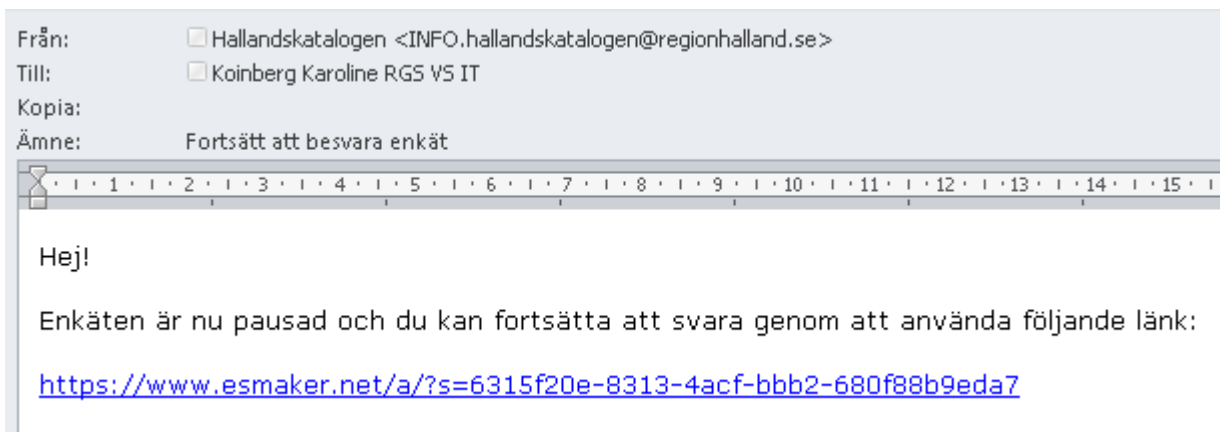 Från: Hallandskatalogen <INFO.hallandskatalogen@regionhalland.se>
Till: Koinberg Karoline RGS VS IT
Kopia:
Ämne: Fortsätt att besvara enkät
1 2 3 4 5 6 7 8 9 10 11 12 13 14 15
Hej!
Enkäten är nu pausad och du kan fortsätta att svara genom att använda följande länk:
https://www.esmaker.net/a/?s=6315f20e-8313-4acf-bbb2-680f88b9eda7